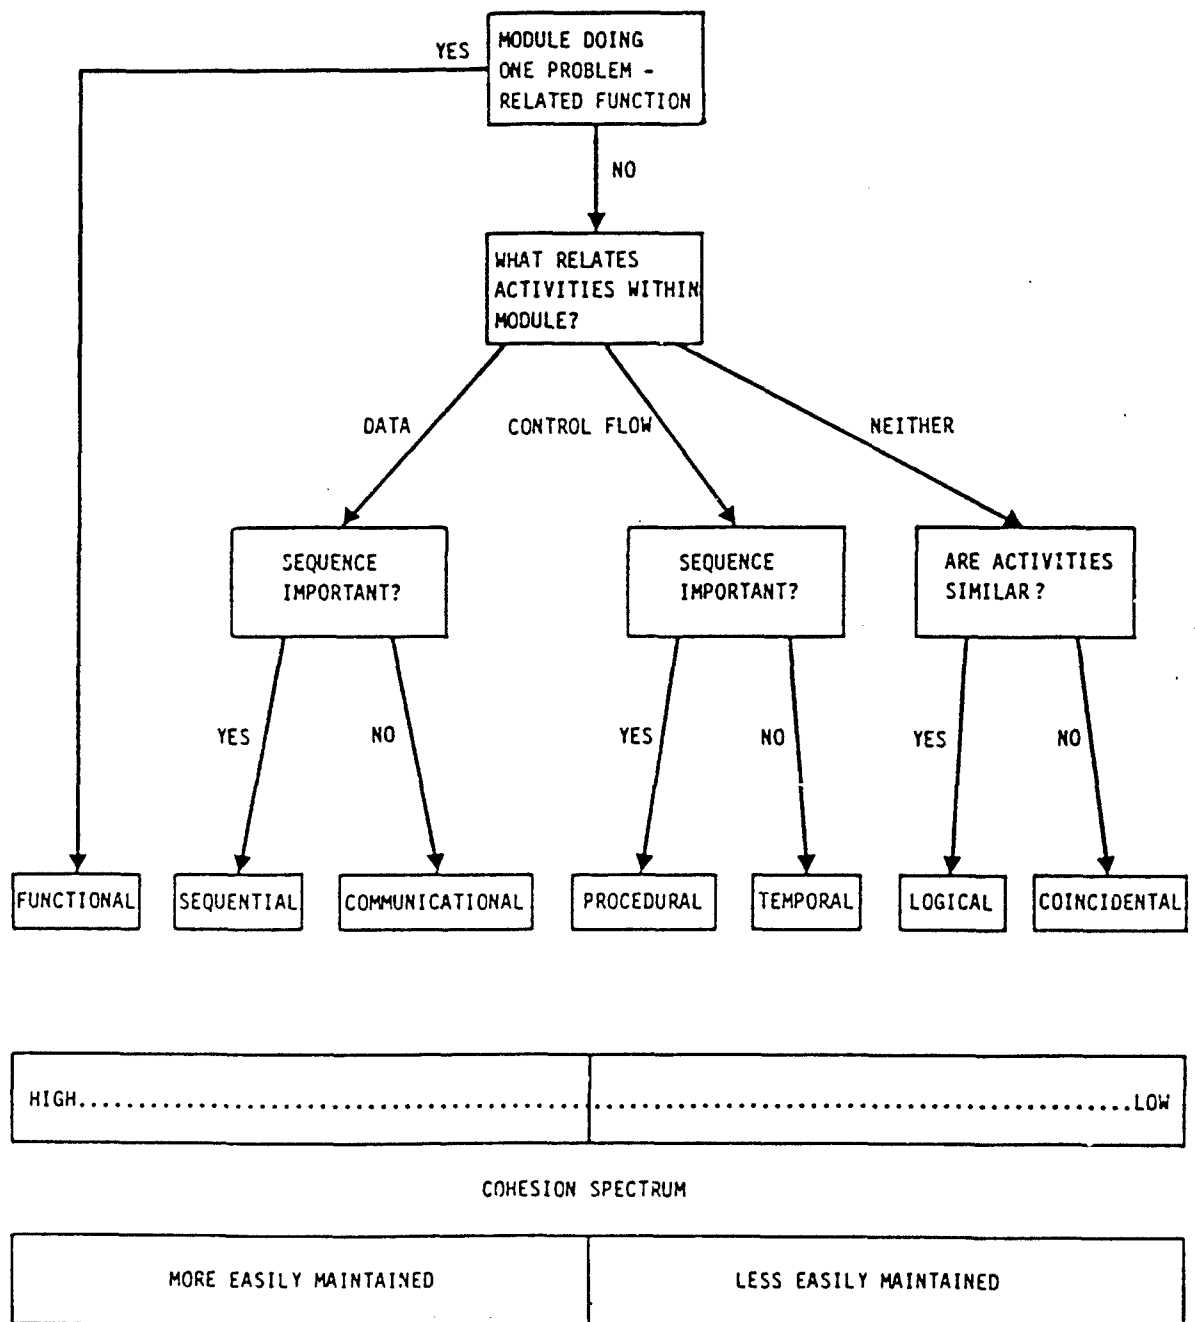 YES
MODULE DOING
ONE PROBLEM -
RELATED FUNCTION
NO
WHAT RELATES
ACTIVITIES WITHIN
MODULE?
DATA
CONTROL FLOW
NEITHER
SEQUENCE
IMPORTANT?
SEQUENCE
IMPORTANT?
ARE ACTIVITIES
SIMILAR?
YES
NO
YES
NO
YES
NO
FUNCTIONAL
SEQUENTIAL
COMMUNICATIONAL
PROCEDURAL
TEMPORAL
LOGICAL
COINCIDENTAL
HIGH..........................................................................................LOW
COHESION SPECTRUM
MORE EASILY MAINTAINED
LESS EASILY MAINTAINED